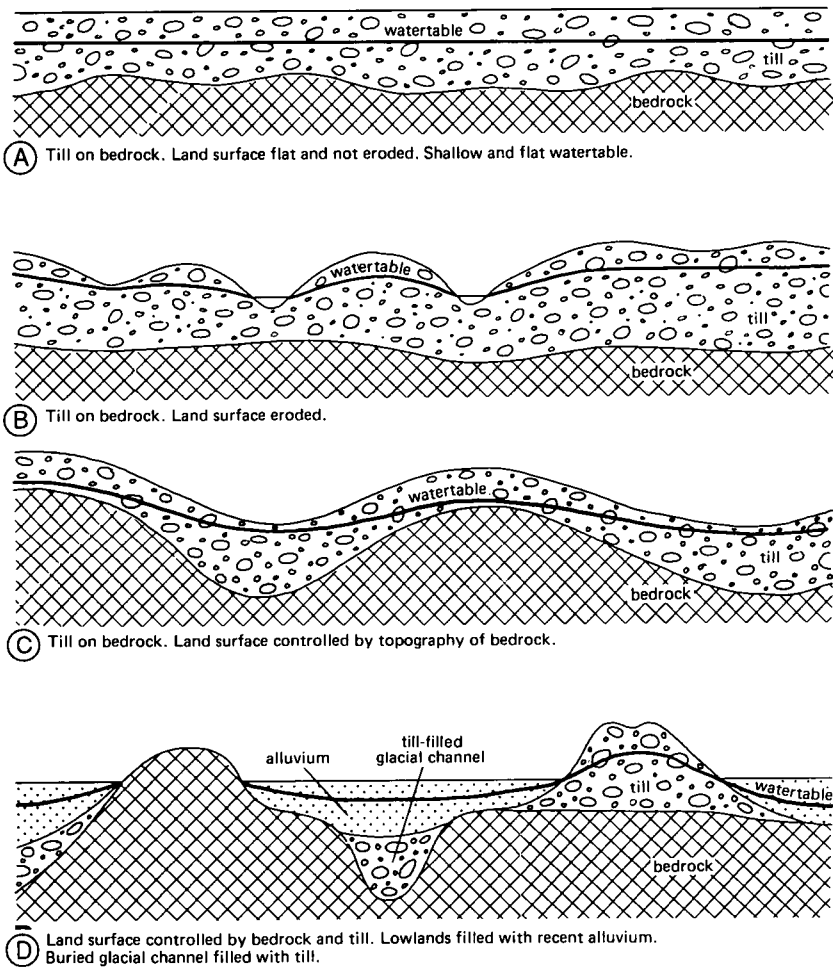 watertable
till
bedrock
A Till on bedrock. Land surface flat and not eroded. Shallow and flat watertable.
watertable
till
bedrock
B Till on bedrock. Land surface eroded.
watertable
till
bedrock
C Till on bedrock. Land surface controlled by topography of bedrock.
alluvium
till-filled
glacial channel
till
watertable
bedrock
D Land surface controlled by bedrock and till. Lowlands filled with recent alluvium.
Buried glacial channel filled with till.